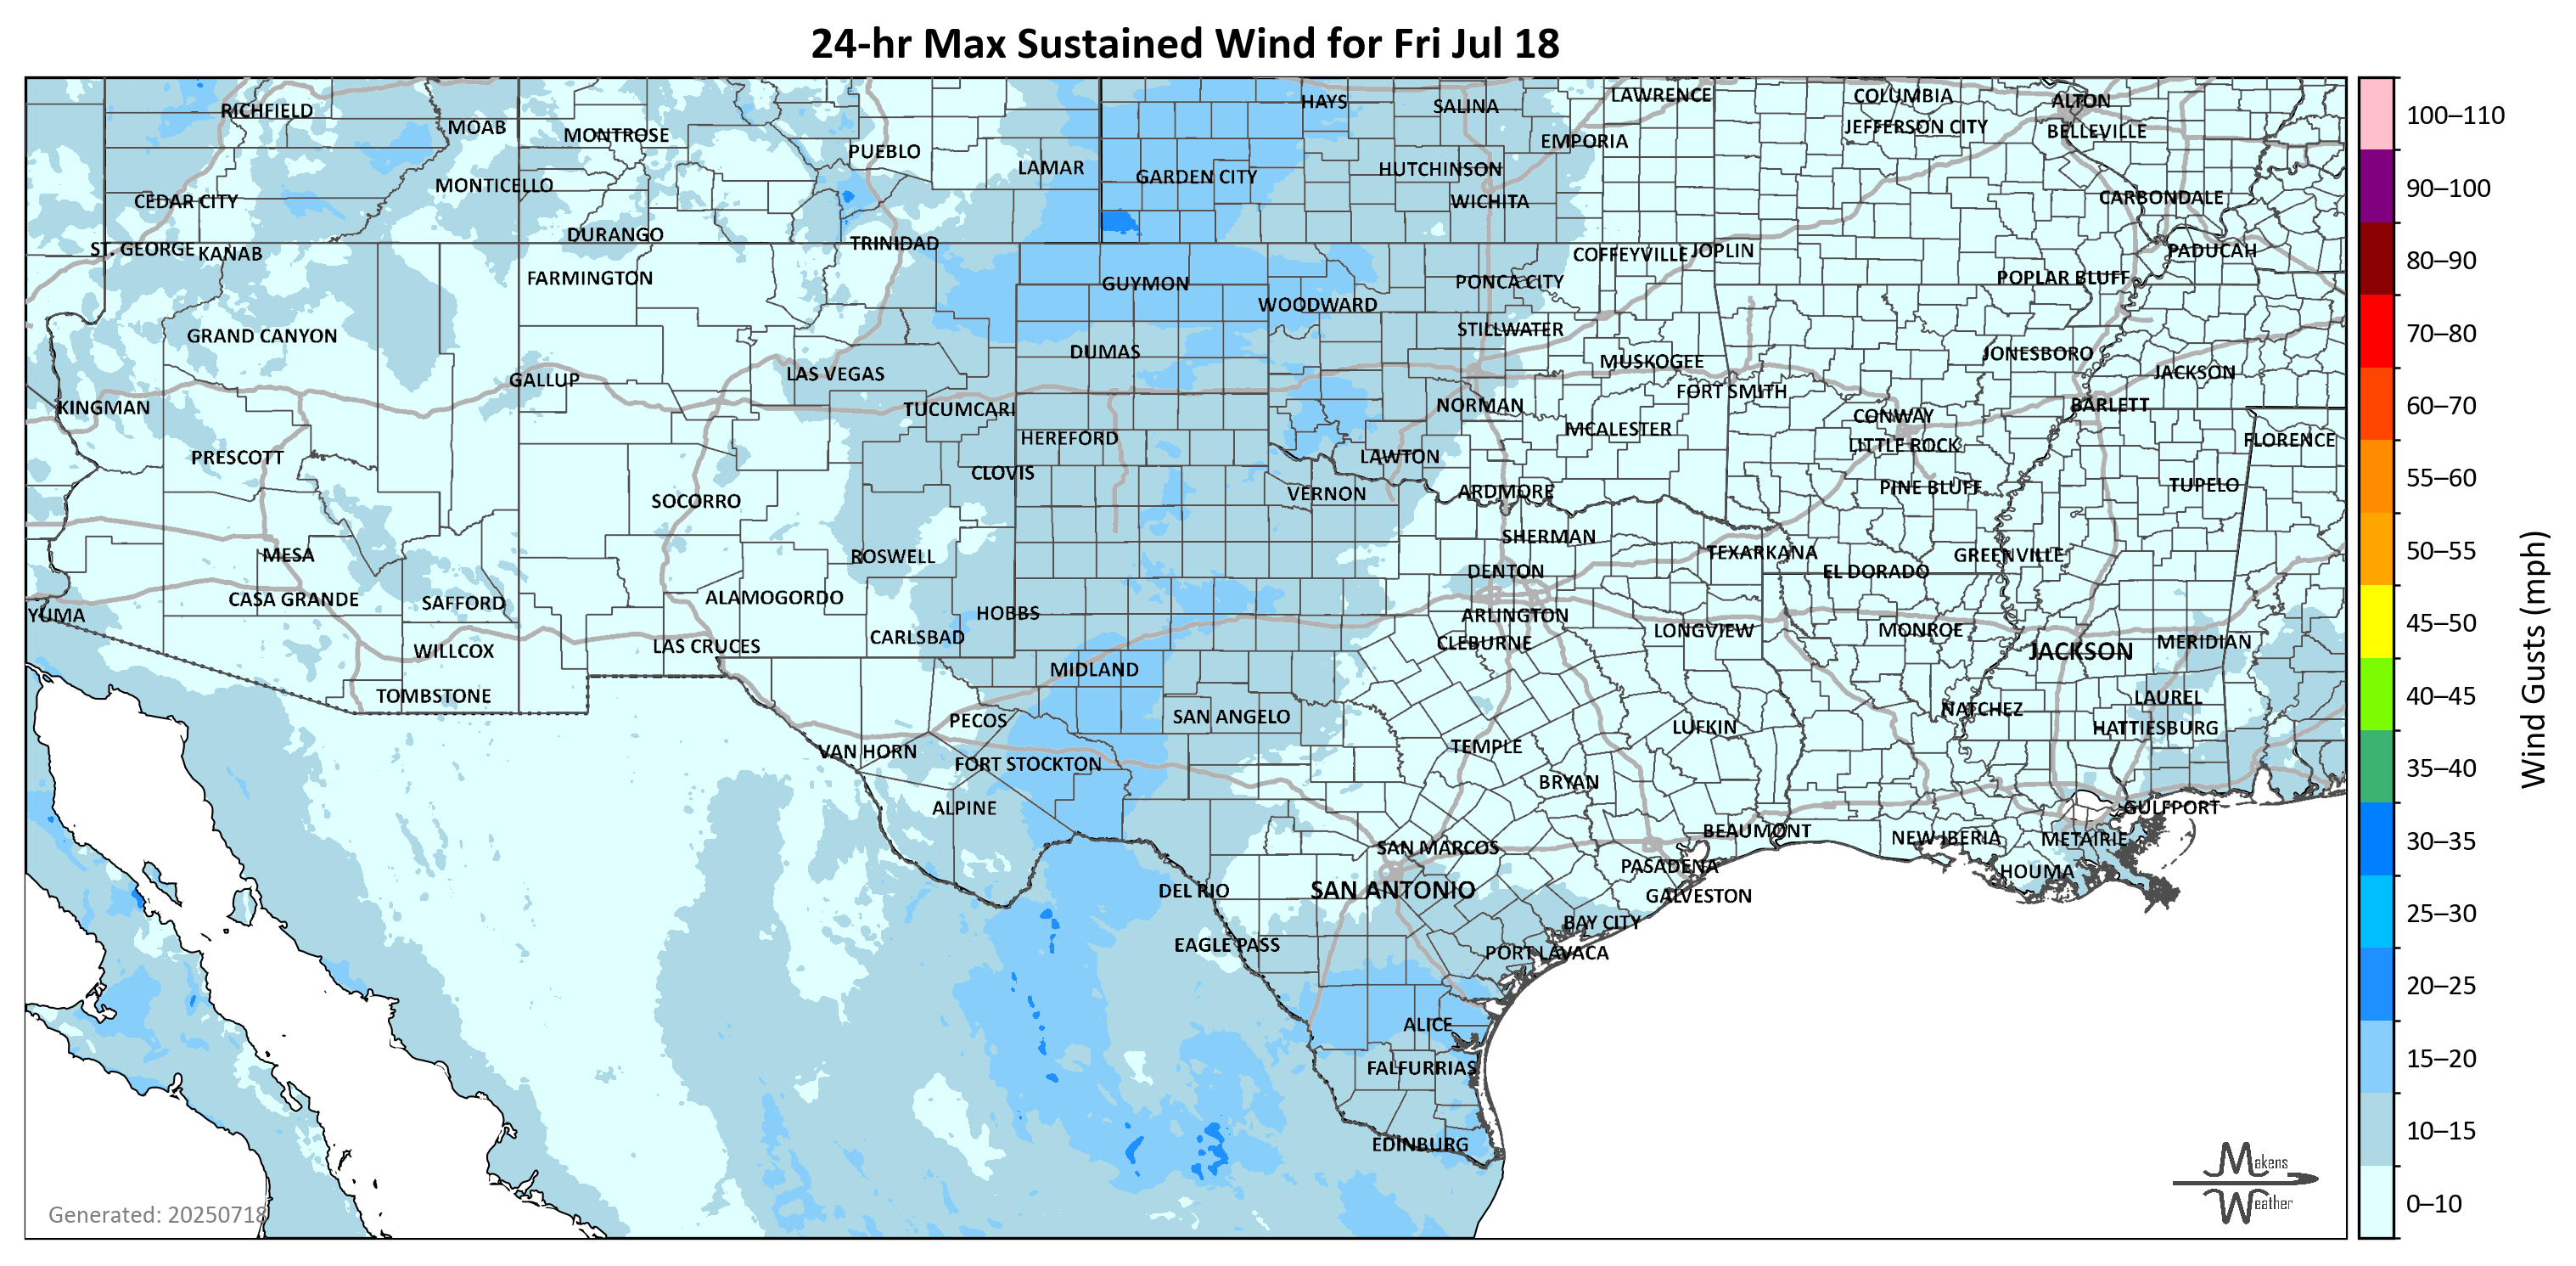 24-hr Max Sustained Wind for Fri Jul 18
RICHFIELD
MOAB
MONTROSE
PUEBLO
LAMAR
HAYS
SALINA
LAWRENCE
COLUMBIA
ALTON
EMPORIA
JEFFERSON CITY
BELLEVILLE
MONTICELLO
GARDEN CITY
HUTCHINSON
CEDAR CITY
WICHITA
CARBONDALE
ST. GEORGE
KANAB
DURANGO
TRINIDAD
COFFEYVILLE
JOPLIN
PADUCAH
FARMINGTON
GUYMON
WOODWARD
PONCA CITY
POPLAR BLUFF
GRAND CANYON
DUMAS
STILLWATER
MUSKOGEE
JONESBORO
GALLUP
LAS VEGAS
FORT SMITH
JACKSON
KINGMAN
TUCUMCARI
NORMAN
CONWAY
BARLETT
PRESCOTT
HEREFORD
MCALESTER
LITTLE ROCK
FLORENCE
CLOVIS
LAWTON
SOCORRO
VERNON
ARDMORE
PINE BLUFF
TUPELO
MESA
ROSWELL
SHERMAN
TEXARKANA
GREENVILLE
DENTON
EL DORADO
YUMA
CASA GRANDE
SAFFORD
ALAMOGORDO
HOBBS
ARLINGTON
WILLCOX
LAS CRUCES
CARLSBAD
CLEBURNE
LONGVIEW
MONROE
JACKSON
MERIDIAN
TOMBSTONE
MIDLAND
PECOS
SAN ANGELO
LUFKIN
NATCHEZ
LAUREL
HATTIESBURG
VAN HORN
FORT STOCKTON
TEMPLE
ALPINE
BRYAN
GULFPORT
SAN MARCOS
BEAUMONT
NEW IBERIA
METAIRIE
DEL RIO
SAN ANTONIO
PASADENA
HOUMA
GALVESTON
EAGLE PASS
BAY CITY
PORT LAVACA
ALICE
FALFURRIAS
EDINBURG
Generated: 20250718
Makens
Weather
100–110
90–100
80–90
70–80
60–70
55–60
50–55
45–50
40–45
35–40
30–35
25–30
20–25
15–20
10–15
0–10
Wind Gusts (mph)